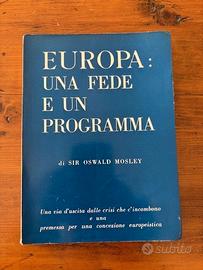 EUROPA:
UNA FEDE
E UN
PROGRAMMA
di SIR OSWALD MOSLEY
Una via d'uscita dalle crisi che c'incombono
e una
premessa per una concezione europeistica
subito